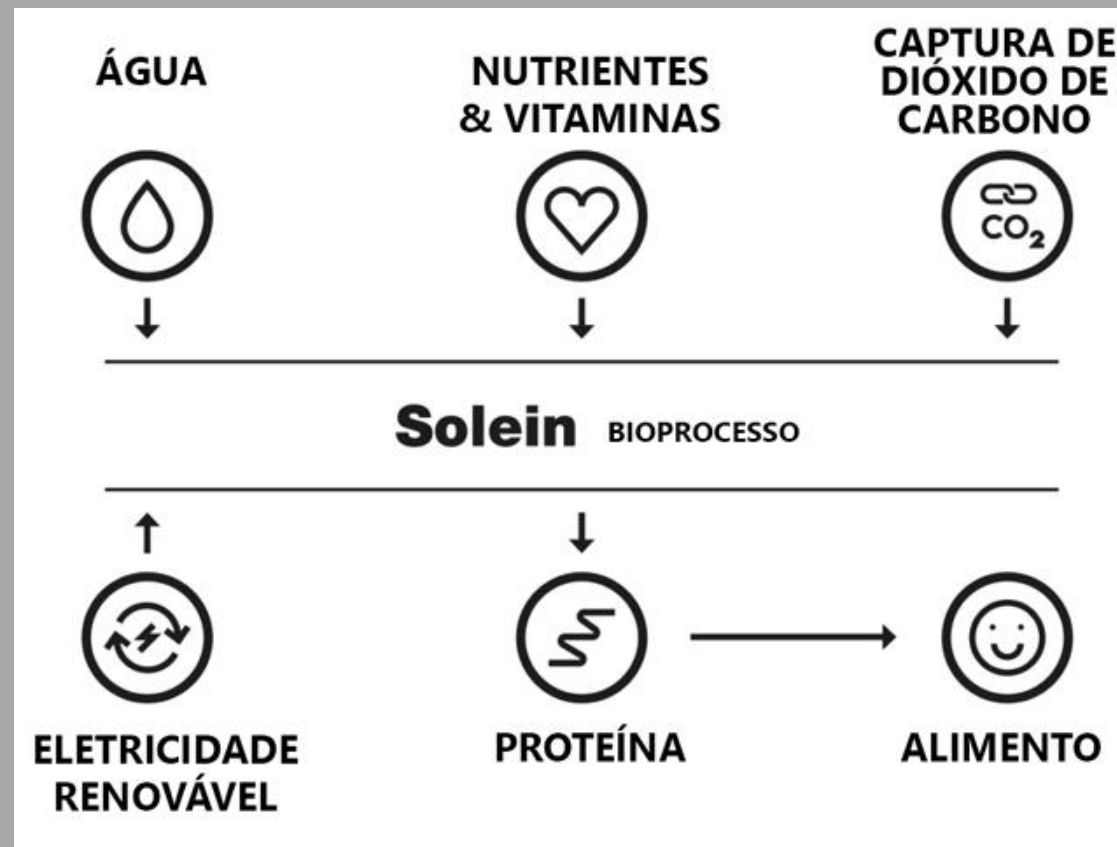 ÁGUA
NUTRIENTES
& VITAMINAS
CAPTURA DE
DIÓXIDO DE
CARBONO
CO₂
Solein BIOPROCESSO
ELETRICIDADE
RENOVÁVEL
PROTEÍNA
ALIMENTO